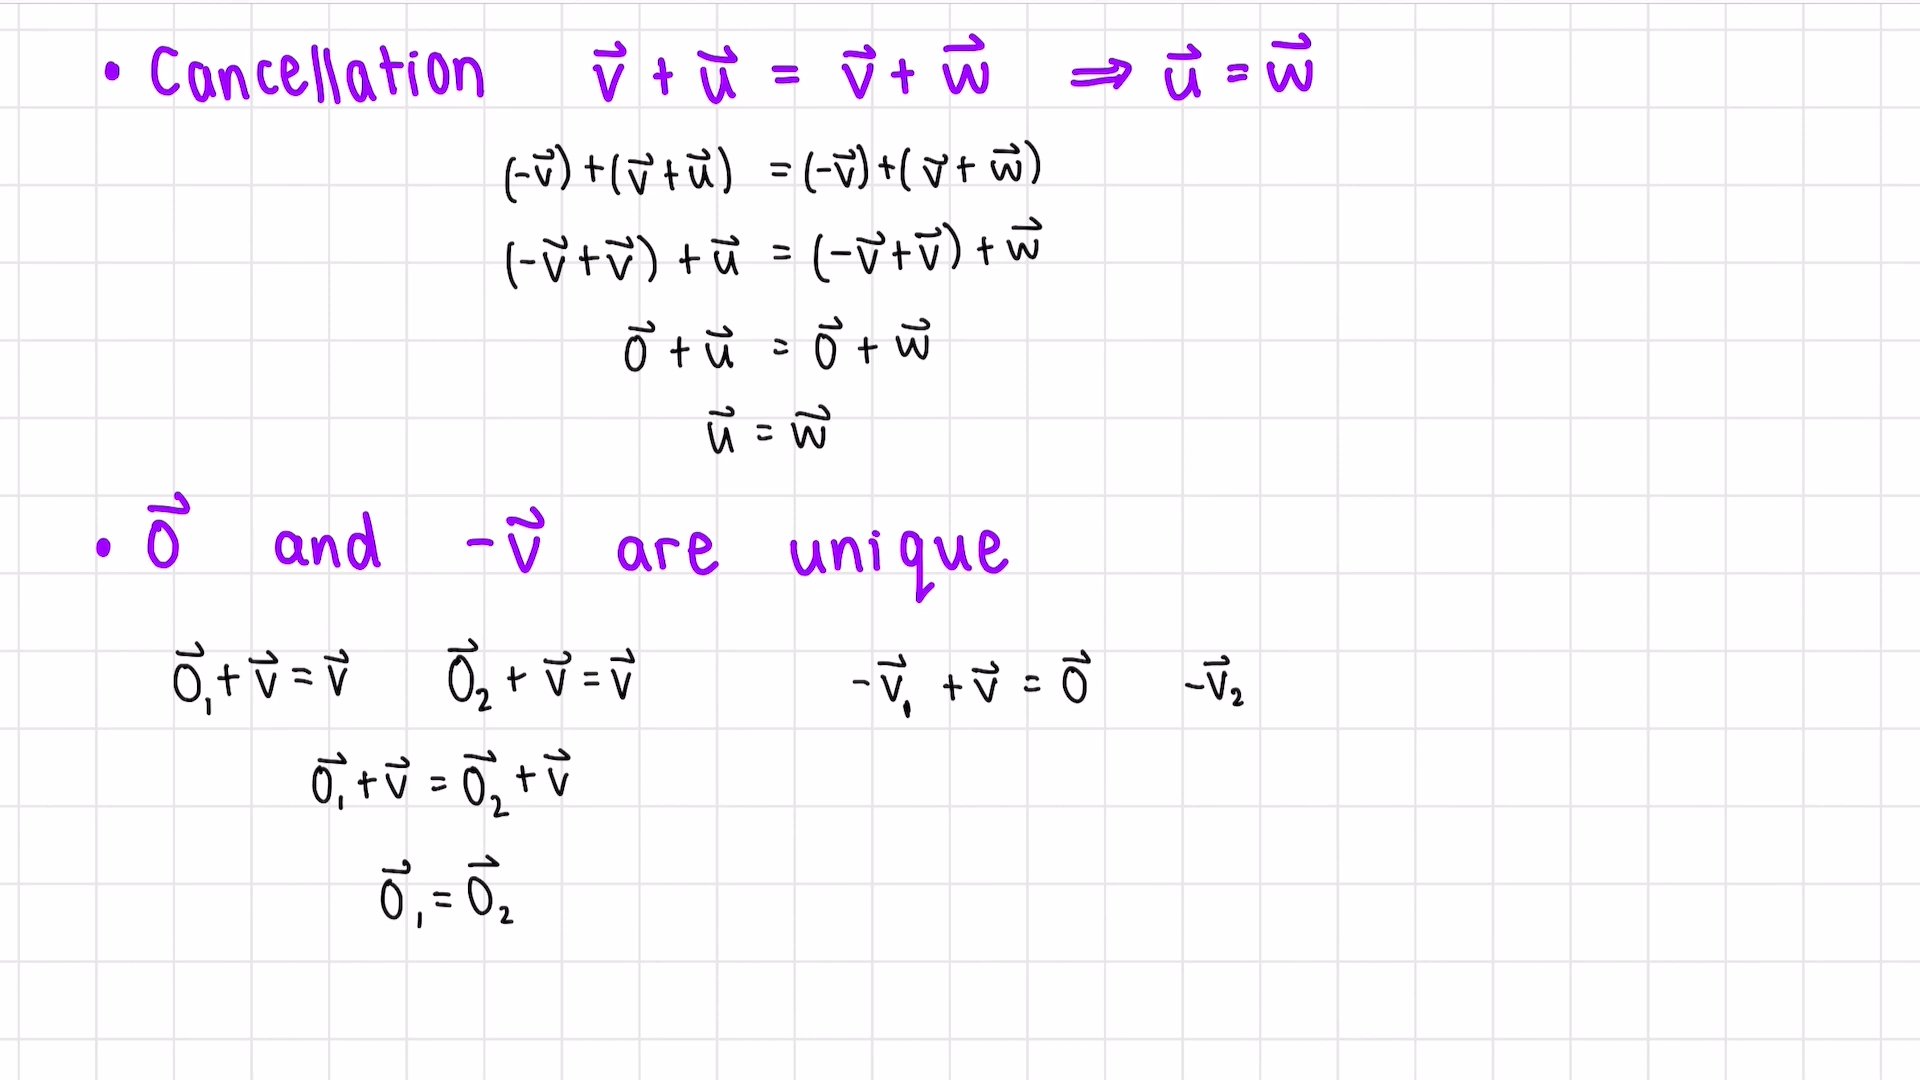 • Cancellation v⃗ + u⃗ = v⃗ + w⃗ ⇒ u⃗ = w⃗
(-v⃗) + (v⃗ + u⃗) = (-v⃗) + (v⃗ + w⃗)
(-v⃗ + v⃗) + u⃗ = (-v⃗ + v⃗) + w⃗
0⃗ + u⃗ = 0⃗ + w⃗
u⃗ = w⃗
• 0⃗ and -v⃗ are unique
0⃗₁ + v⃗ = v⃗ 0⃗₂ + v⃗ = v⃗ -v⃗₁ + v⃗ = 0⃗ -v⃗₂
0⃗₁ + v⃗ = 0⃗₂ + v⃗
0⃗₁ = 0⃗₂